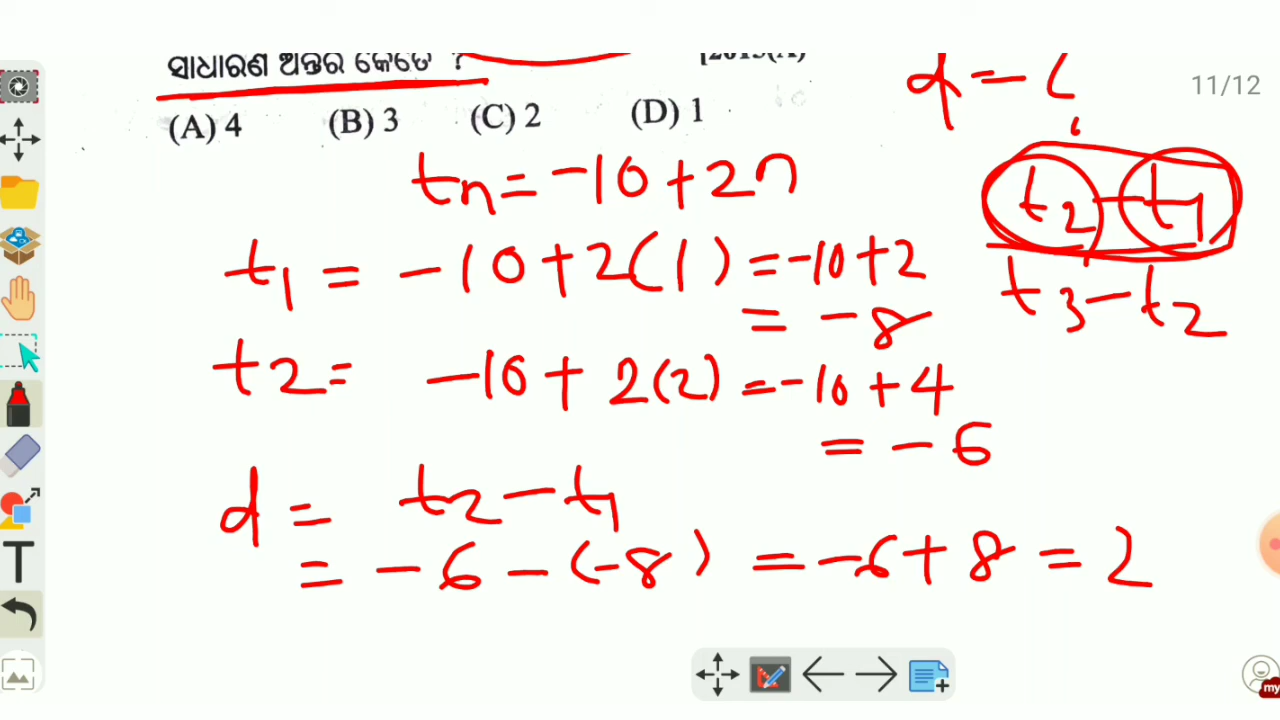 ସାଧାରଣ ଅନ୍ତର କେତେ ?
d = -
11/12
(A) 4 (B) 3 (C) 2 (D) 1
tn = -10 + 2n
t2 - t1
t1 = -10 + 2(1) = -10 + 2
= -8
t3 - t2
t2 = -10 + 2(2) = -10 + 4
= -6
d = t2 - t1
= -6 - (-8) = -6 + 8 = 2
T
my